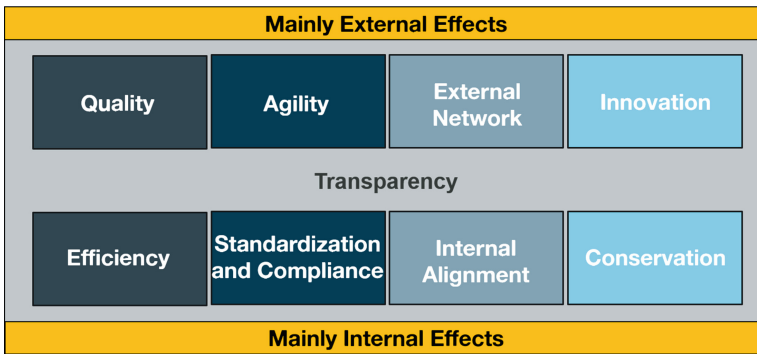 Mainly External Effects
Quality
Agility
External
Network
Innovation
Transparency
Efficiency
Standardization
and Compliance
Internal
Alignment
Conservation
Mainly Internal Effects